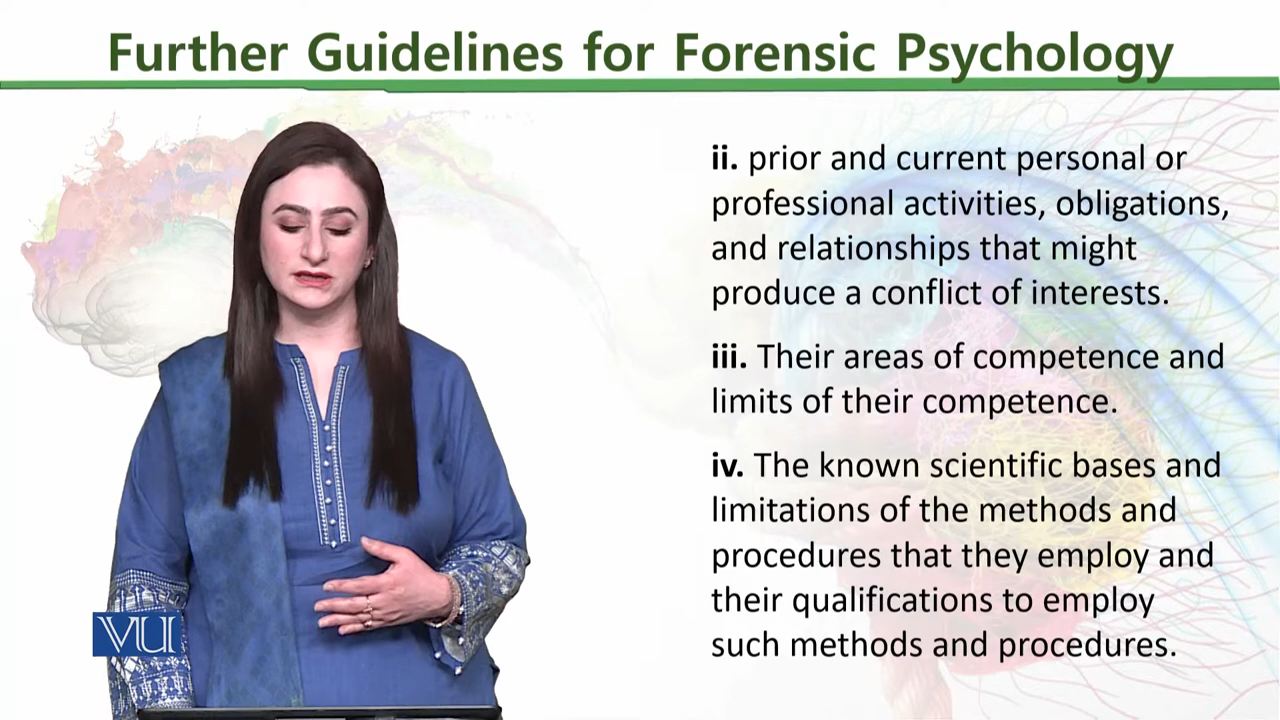 Further Guidelines for Forensic Psychology
ii. prior and current personal or
professional activities, obligations,
and relationships that might
produce a conflict of interests.
iii. Their areas of competence and
limits of their competence.
iv. The known scientific bases and
limitations of the methods and
procedures that they employ and
their qualifications to employ
such methods and procedures.
VU